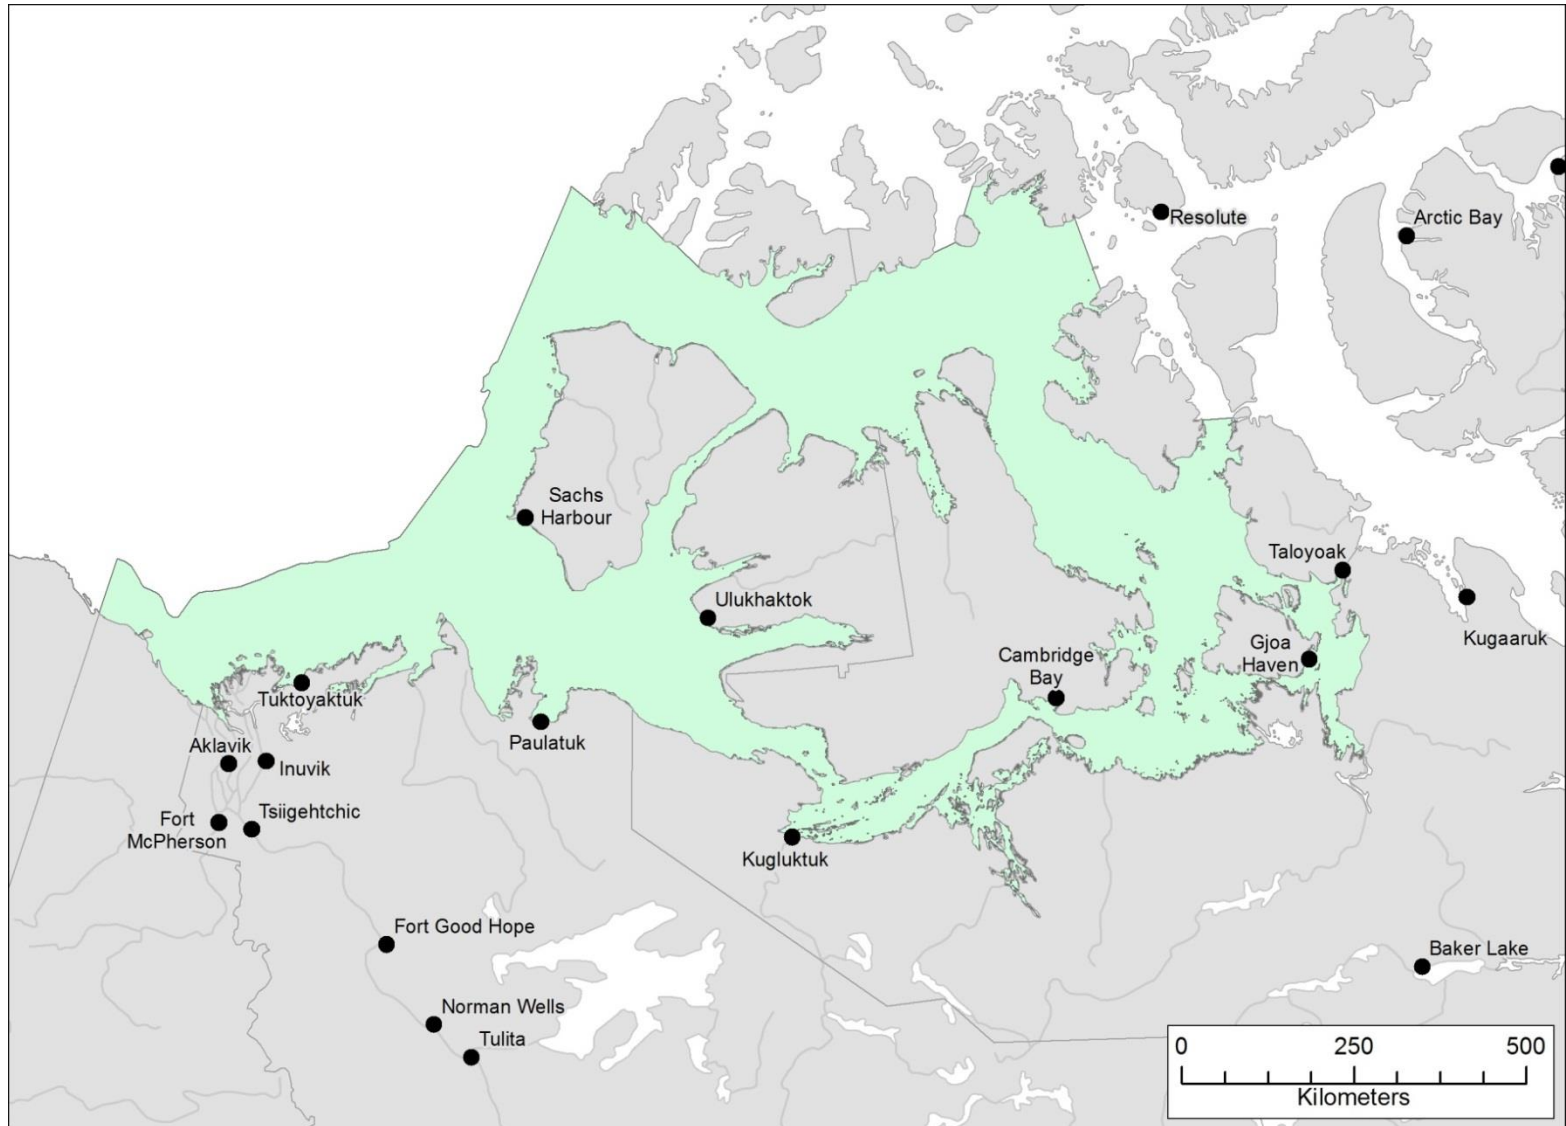 Resolute
Arctic Bay
Sachs
Harbour
Taloyoak
Ulukhaktok
Kugaaruk
Gjoa
Haven
Cambridge
Bay
Tuktoyaktuk
Paulatuk
Aklavik
Inuvik
Tsiigehtchic
Fort
McPherson
Kugluktuk
Fort Good Hope
Baker Lake
Norman Wells
Tulita
0 250 500
Kilometers